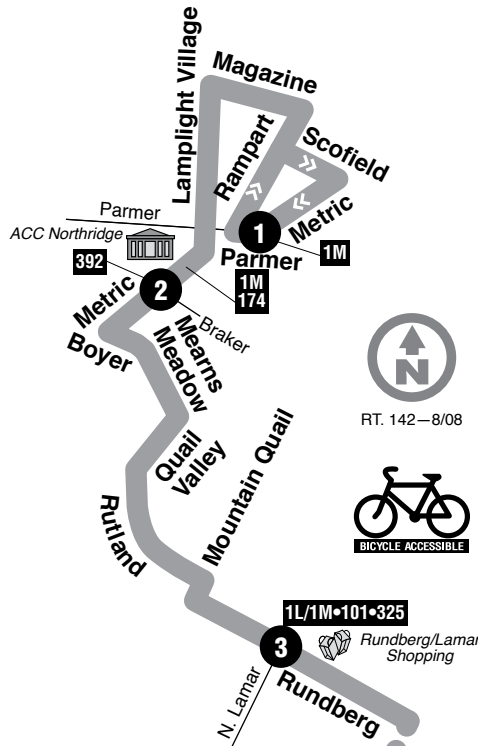 Lamplight Village
Magazine
Rampart
Scofield
Metric
Parmer
ACC Northridge
1
Parmer
1M
392
1M
174
2
Metric
Boyer
Braker
Mearns
Meadow
N
RT. 142—8/08
Quail
Valley
Mountain Quail
Rutland
BICYCLE ACCESSIBLE
1L/1M•101•325
3
Rundberg/Lamar
Shopping
N. Lamar
Rundberg